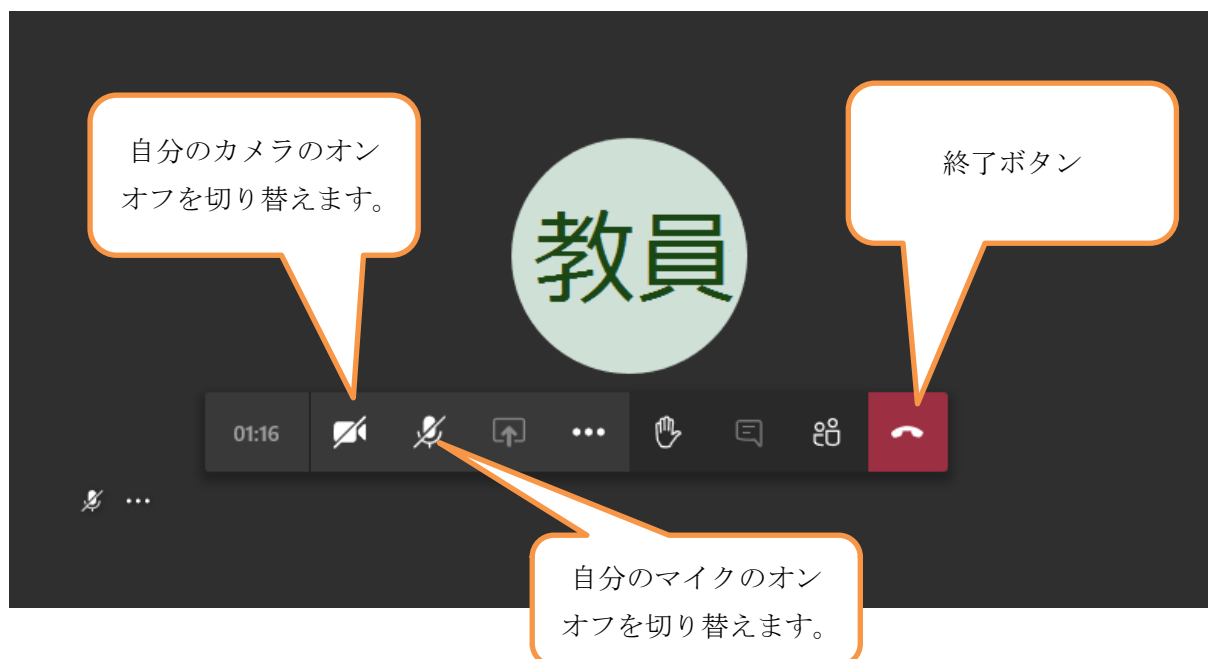 自分のカメラのオン
オフを切り替えます。
終了ボタン
教員
01:16
自分のマイクのオン
オフを切り替えます。